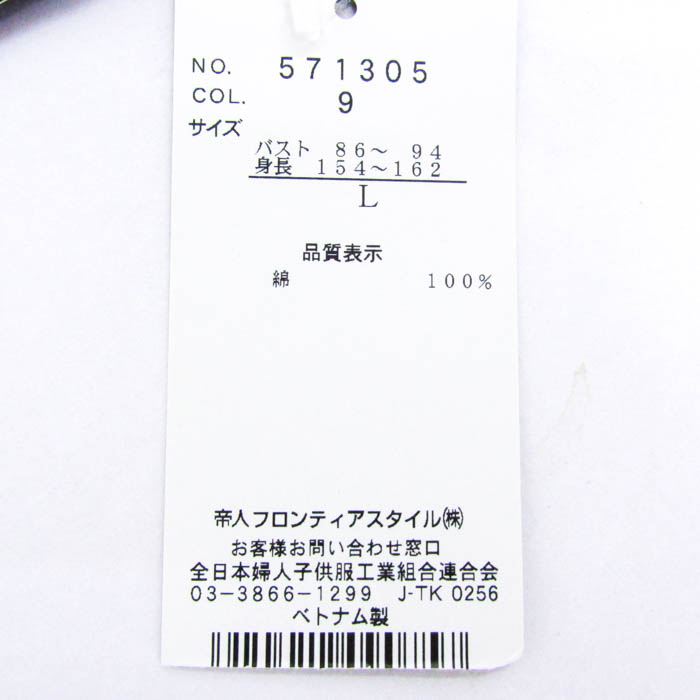 NO. 571305
COL. 9
サイズ
バスト 86～ 94
身長 154～162
L
品質表示
綿 100%
帝人フロンティアスタイル㈱
お客様お問い合わせ窓口
全日本婦人子供服工業組合連合会
03-3866-1299 J-TK 0256
ベトナム製